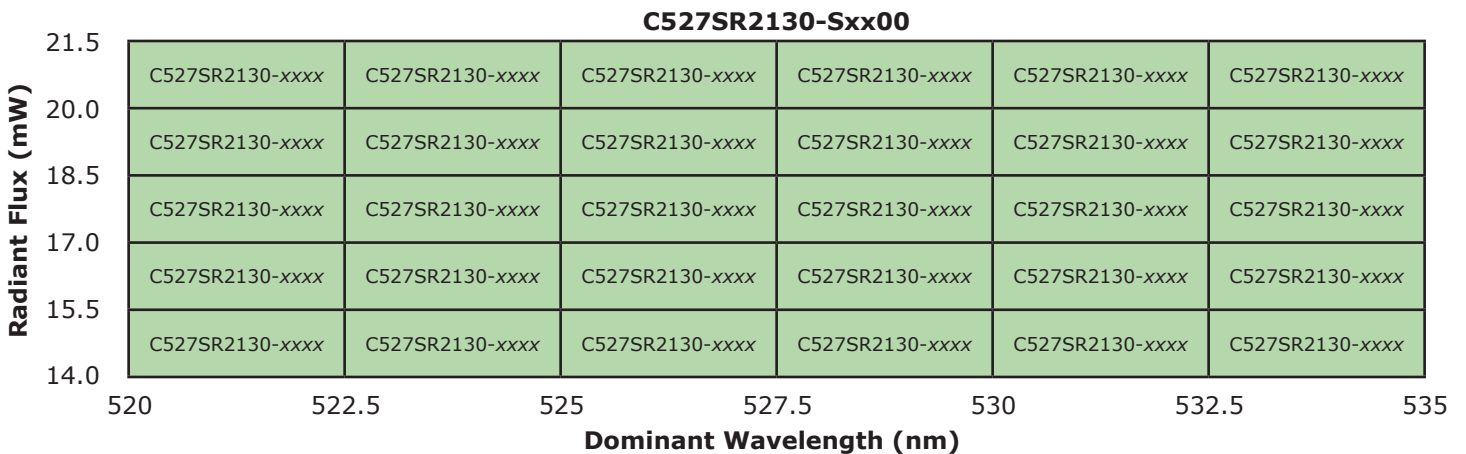 C527SR2130-Sxx00
21.5
C527SR2130-xxxx C527SR2130-xxxx C527SR2130-xxxx C527SR2130-xxxx C527SR2130-xxxx C527SR2130-xxxx
20.0
C527SR2130-xxxx C527SR2130-xxxx C527SR2130-xxxx C527SR2130-xxxx C527SR2130-xxxx C527SR2130-xxxx
18.5
C527SR2130-xxxx C527SR2130-xxxx C527SR2130-xxxx C527SR2130-xxxx C527SR2130-xxxx C527SR2130-xxxx
17.0
C527SR2130-xxxx C527SR2130-xxxx C527SR2130-xxxx C527SR2130-xxxx C527SR2130-xxxx C527SR2130-xxxx
15.5
C527SR2130-xxxx C527SR2130-xxxx C527SR2130-xxxx C527SR2130-xxxx C527SR2130-xxxx C527SR2130-xxxx
14.0
Radiant Flux (mW)
520 522.5 525 527.5 530 532.5 535
Dominant Wavelength (nm)